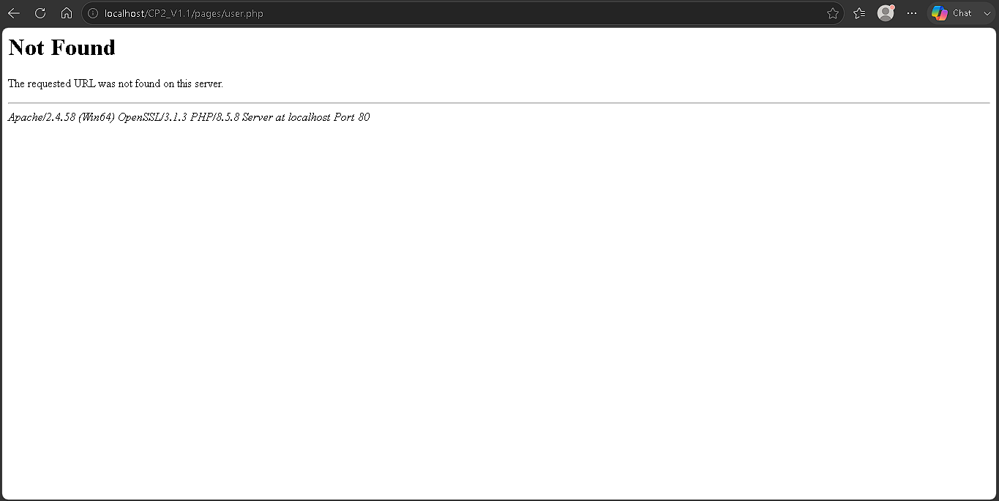 localhost/CP2_V1.1/pages/user.php
Chat
Not Found
The requested URL was not found on this server.
Apache/2.4.58 (Win64) OpenSSL/3.1.3 PHP/8.5.8 Server at localhost Port 80